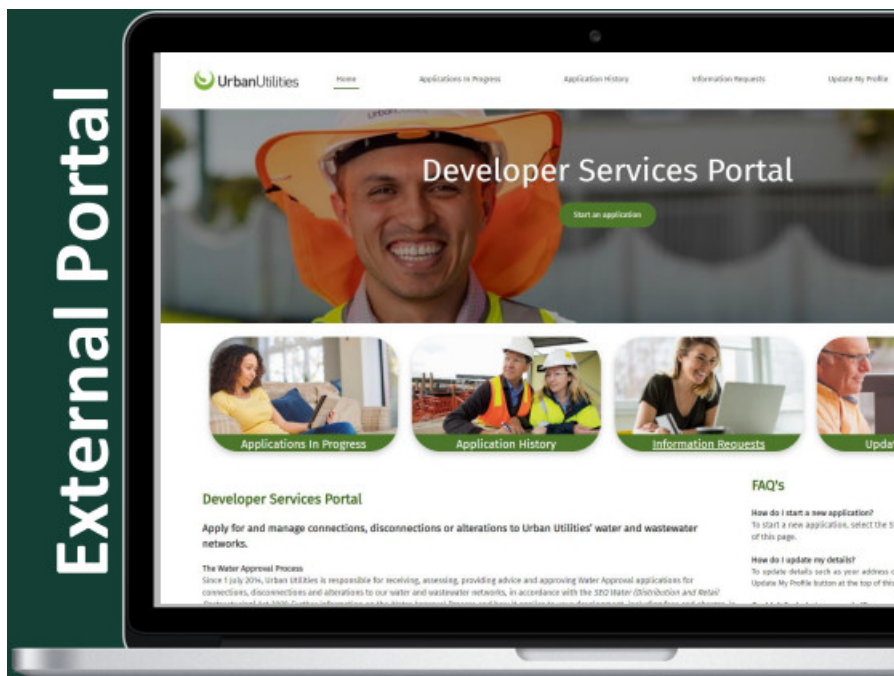 External Portal
UrbanUtilities
Home
Applications In Progress
Application History
Information Requests
Update My Profile
Urban
Developer Services Portal
Start an application
Applications In Progress
Application History
Information Requests
Updat
Developer Services Portal
Apply for and manage connections, disconnections or alterations to Urban Utilities' water and wastewater
networks.
The Water Approval Process
Since 1 July 2014, Urban Utilities is responsible for receiving, assessing, providing advice and approving Water Approval applications for
connections, disconnections and alterations to our water and wastewater networks, in accordance with the SEQ Water (Distribution and Retail
FAQ's
How do I start a new application?
To start a new application, select the S
of this page.
How do I update my details?
To update details such as your address o
Update My Profile button at the top of this